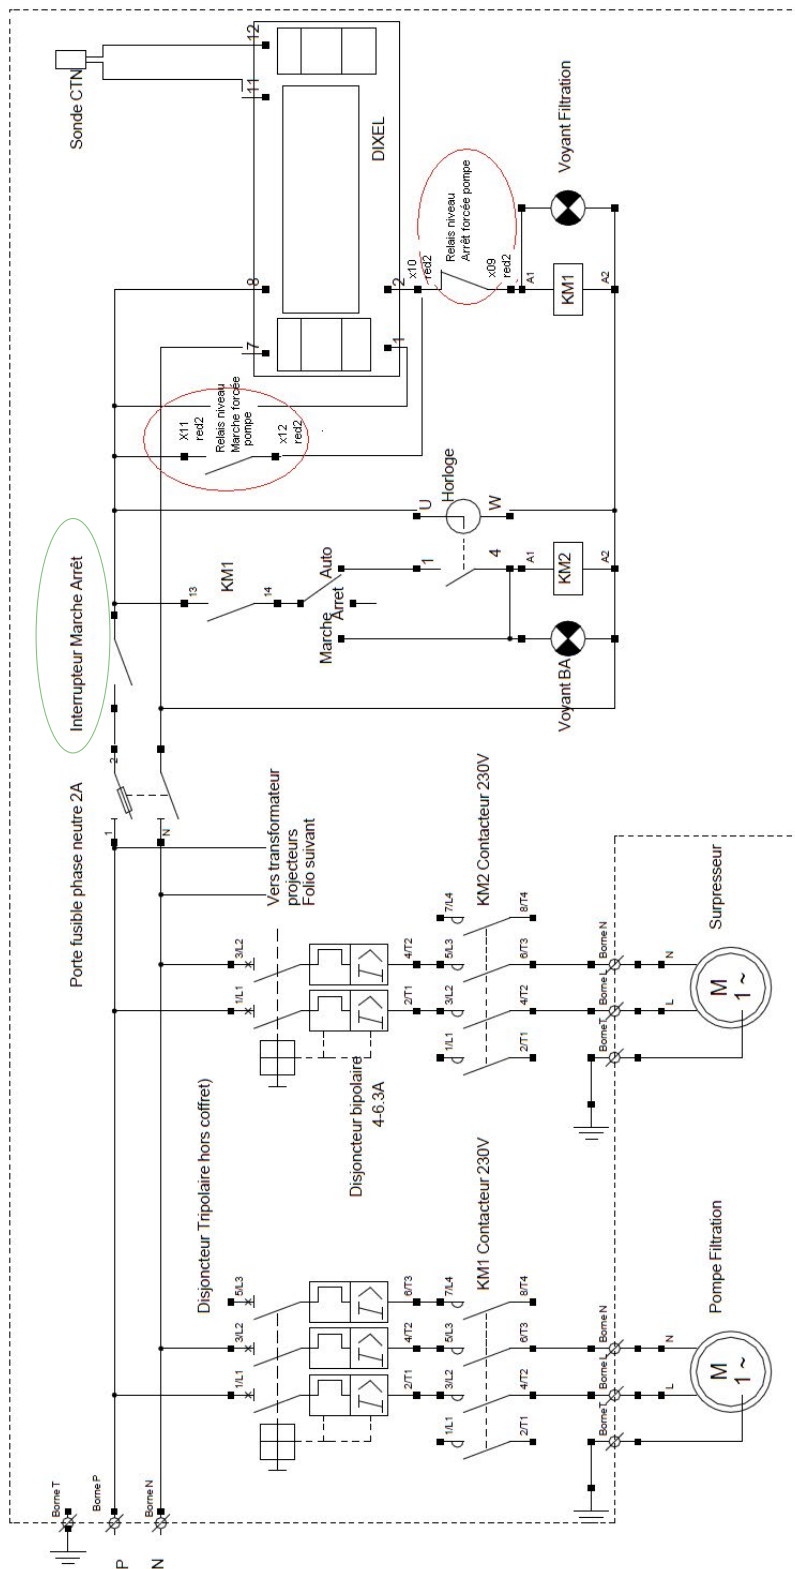 Sonde CTN
12
11
DIXEL
8
7
2
1
Voyant Filtration
x10
red2
Relais niveau
Arrêt forcée pompe
x09
red2
A1
KM1
A2
X11
red2
Relais niveau
Marche forcée
pompe
x12
red2
Interrupteur Marche Arrêt
13
KM1
14
Marche
Arret
Auto
U
Horloge
W
1
4
A1
KM2
A2
Voyant BA
Porte fusible phase neutre 2A
2
1
N
Vers transformateur
projecteurs
Folio suivant
3/L2
1/L1
4/T2
2/T1
Disjoncteur bipolaire
4-6.3A
KM2 Contacteur 230V
7/L4
5/L3
3/L2
1/L1
8/T4
6/T3
4/T2
2/T1
Borne N
Borne L
Borne T
N
L
M
1 ~
Surpresseur
Disjoncteur Tripolaire hors coffret)
5/L3
3/L2
1/L1
6/T3
4/T2
2/T1
KM1 Contacteur 230V
7/L4
5/L3
3/L2
1/L1
8/T4
6/T3
4/T2
2/T1
Borne N
Borne L
Borne T
N
L
M
1 ~
Pompe Filtration
Borne T
Borne P
Borne N
P
N